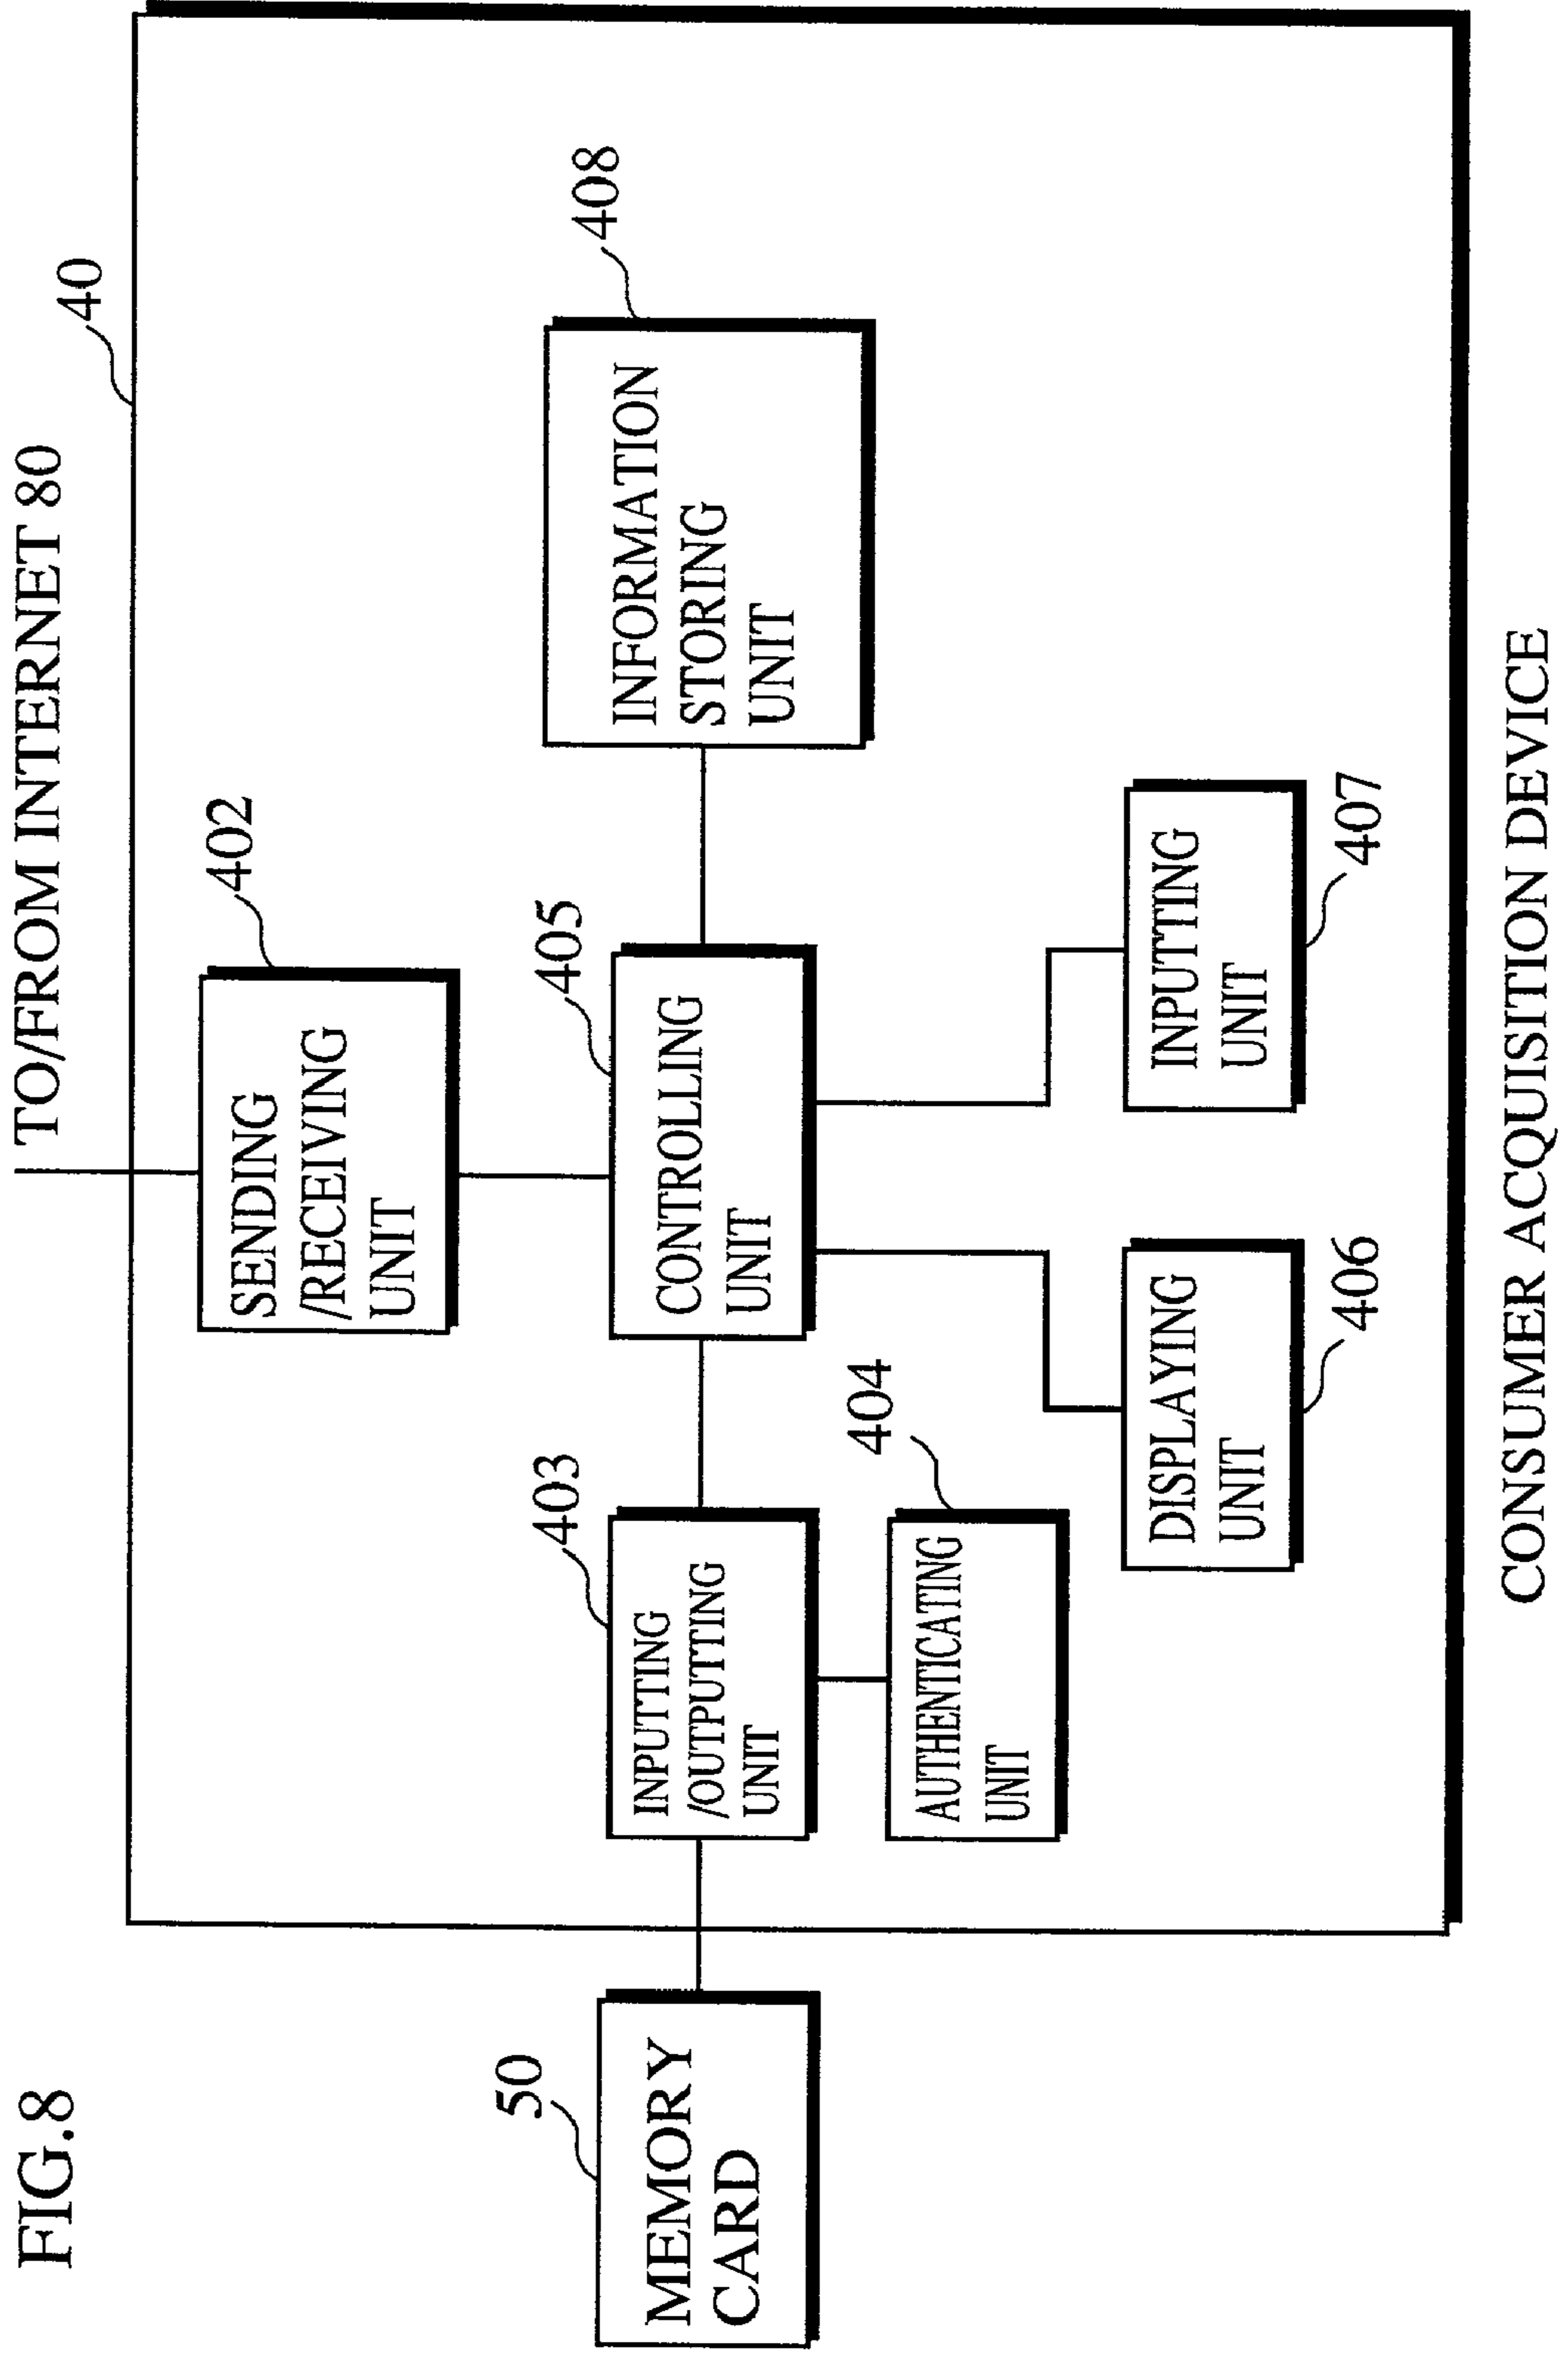 FIG.8
TO/FROM INTERNET 80
40
402
SENDING
/RECEIVING
UNIT
50
MEMORY
CARD
403
INPUTTING
/OUTPUTTING
UNIT
405
CONTROLLING
UNIT
408
INFORMATION
STORING
UNIT
404
AUTHENTICATING
UNIT
DISPLAYING
UNIT
406
INPUTTING
UNIT
407
CONSUMER ACQUISITION DEVICE